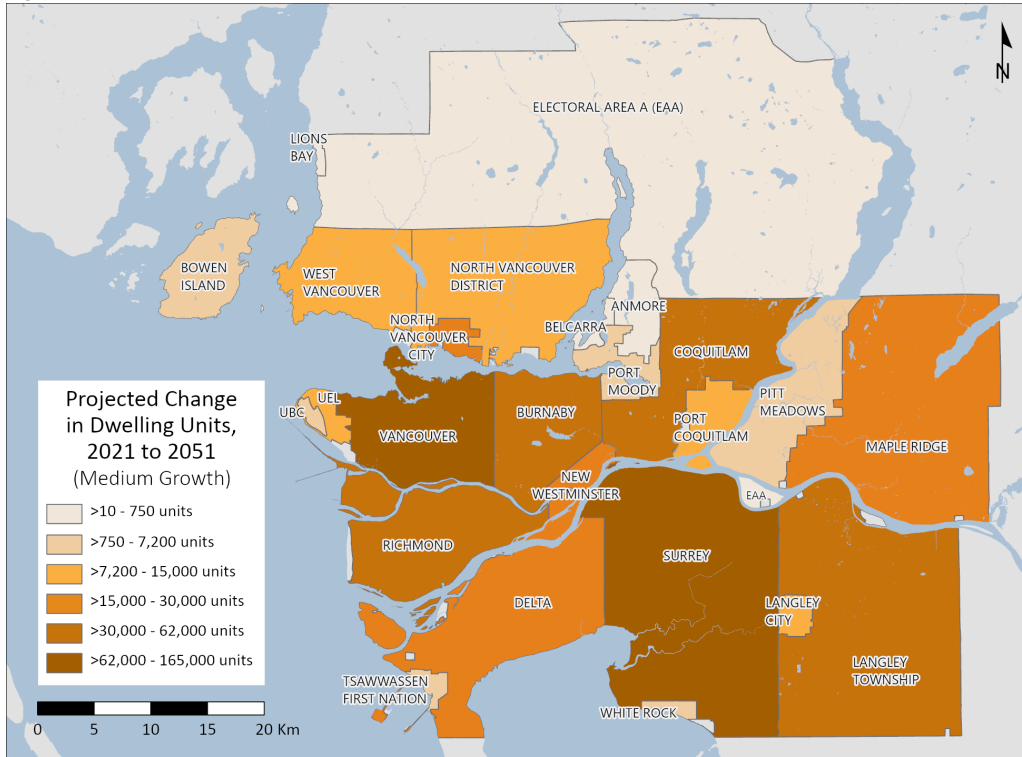 N
ELECTORAL AREA A (EAA)
LIONS
BAY
BOWEN
ISLAND
WEST
VANCOUVER
NORTH VANCOUVER
DISTRICT
NORTH
VANCOUVER
CITY
BELCARRA
ANMORE
COQUITLAM
PORT
MOODY
PITT
MEADOWS
PORT
COQUITLAM
MAPLE RIDGE
UBC
UEL
VANCOUVER
BURNABY
NEW
WESTMINSTER
EAA
RICHMOND
SURREY
DELTA
LANGLEY
CITY
LANGLEY
TOWNSHIP
TSAWWASSEN
FIRST NATION
WHITE ROCK
Projected Change
in Dwelling Units,
2021 to 2051
(Medium Growth)
>10 - 750 units
>750 - 7,200 units
>7,200 - 15,000 units
>15,000 - 30,000 units
>30,000 - 62,000 units
>62,000 - 165,000 units
0 5 10 15 20 Km